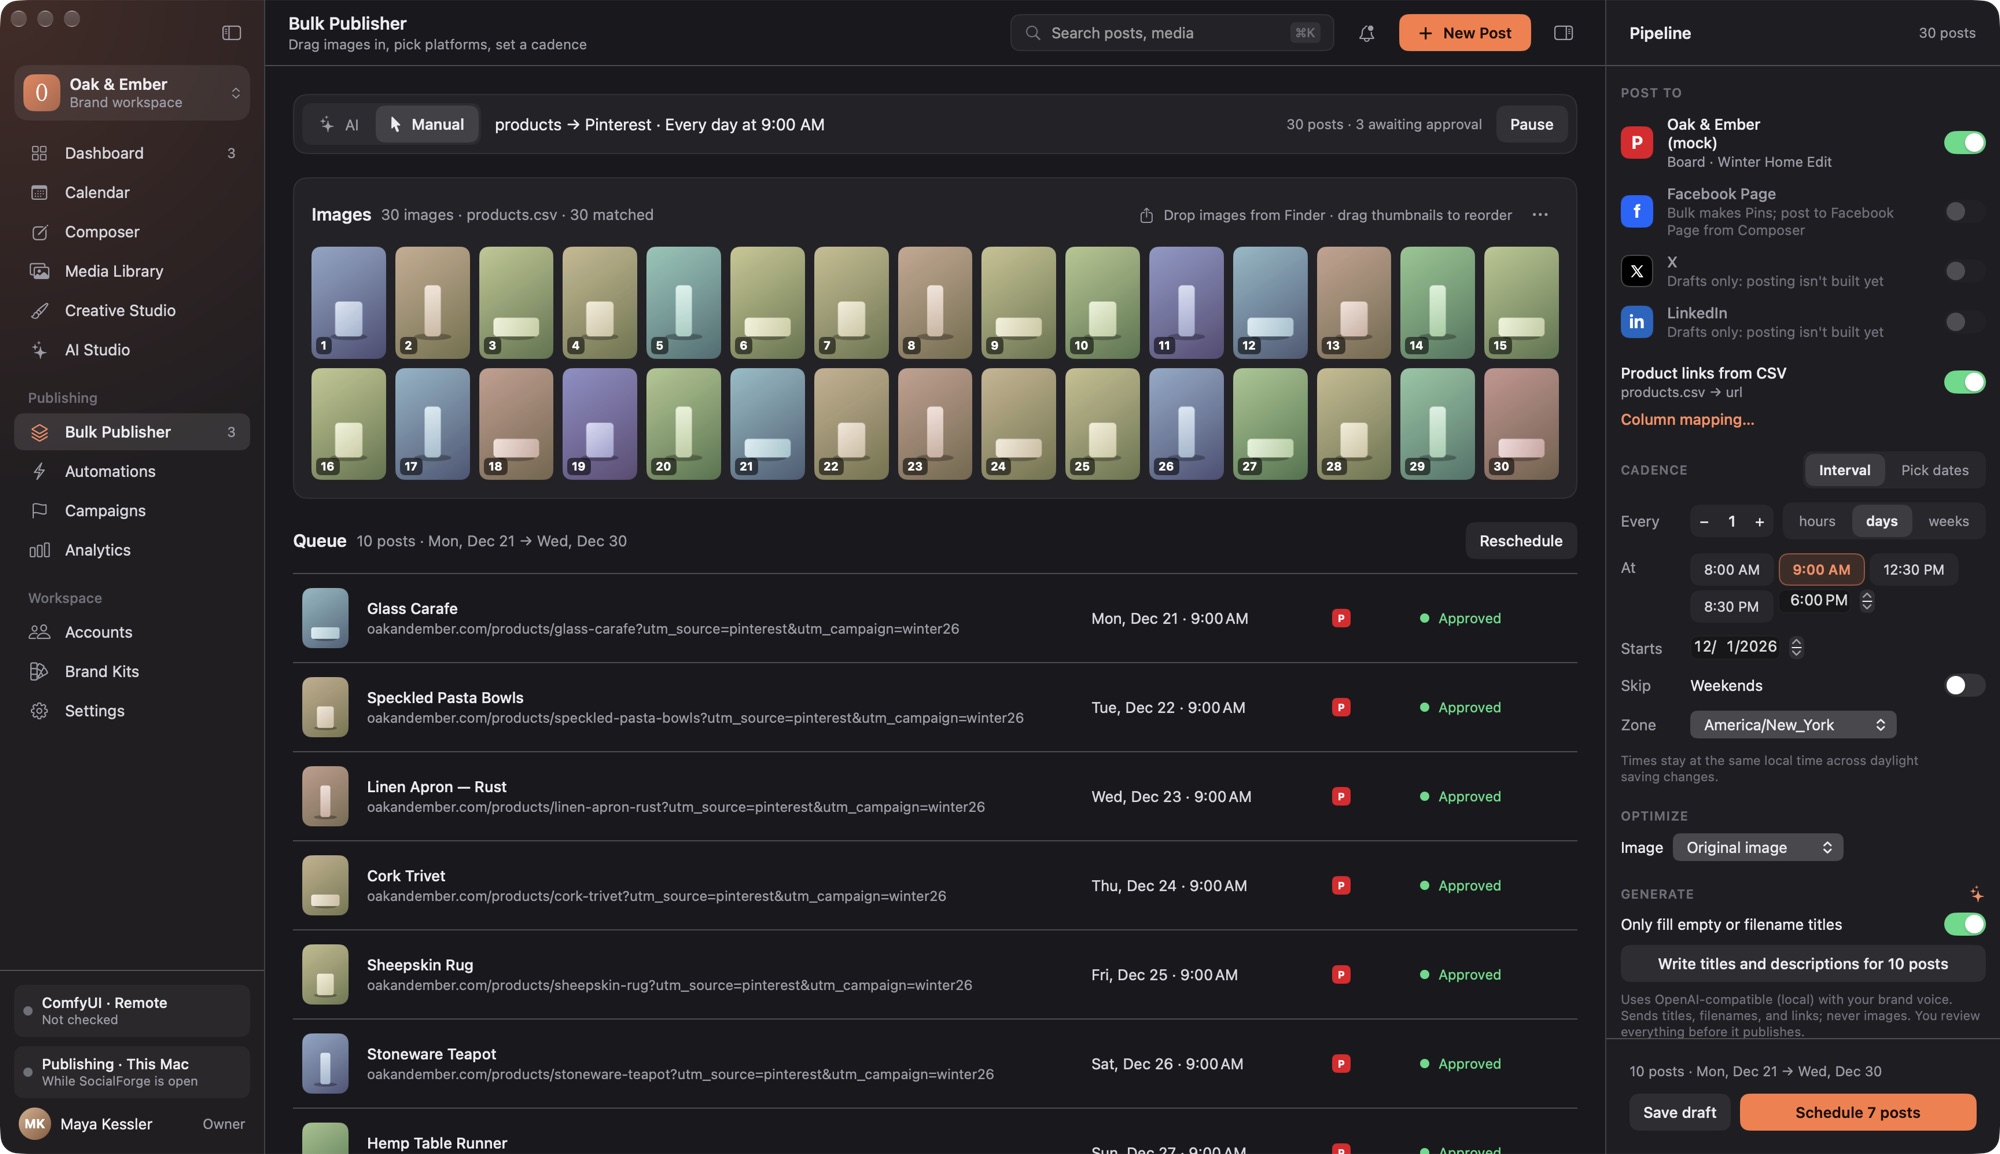 Oak & Ember
Brand workspace
Dashboard 3
Calendar
Composer
Media Library
Creative Studio
AI Studio
Publishing
Bulk Publisher 3
Automations
Campaigns
Analytics
Workspace
Accounts
Brand Kits
Settings
ComfyUI · Remote
Not checked
Publishing · This Mac
While SocialForge is open
MK Maya Kessler Owner
Bulk Publisher
Drag images in, pick platforms, set a cadence
Search posts, media ⌘K
+ New Post
AI Manual products → Pinterest · Every day at 9:00 AM 30 posts · 3 awaiting approval Pause
Images 30 images · products.csv · 30 matched Drop images from Finder · drag thumbnails to reorder ···
1 2 3 4 5 6 7 8 9 10 11 12 13 14 15
16 17 18 19 20 21 22 23 24 25 26 27 28 29 30
Queue 10 posts · Mon, Dec 21 → Wed, Dec 30 Reschedule
Glass Carafe
oakandember.com/products/glass-carafe?utm_source=pinterest&utm_campaign=winter26
Mon, Dec 21 · 9:00 AM P Approved
Speckled Pasta Bowls
oakandember.com/products/speckled-pasta-bowls?utm_source=pinterest&utm_campaign=winter26
Tue, Dec 22 · 9:00 AM P Approved
Linen Apron — Rust
oakandember.com/products/linen-apron-rust?utm_source=pinterest&utm_campaign=winter26
Wed, Dec 23 · 9:00 AM P Approved
Cork Trivet
oakandember.com/products/cork-trivet?utm_source=pinterest&utm_campaign=winter26
Thu, Dec 24 · 9:00 AM P Approved
Sheepskin Rug
oakandember.com/products/sheepskin-rug?utm_source=pinterest&utm_campaign=winter26
Fri, Dec 25 · 9:00 AM P Approved
Stoneware Teapot
oakandember.com/products/stoneware-teapot?utm_source=pinterest&utm_campaign=winter26
Sat, Dec 26 · 9:00 AM P Approved
Hemp Table Runner
Sun, Dec 27 · 9:00 AM P Approved
Pipeline 30 posts
POST TO
P Oak & Ember
(mock)
Board · Winter Home Edit
f Facebook Page
Bulk makes Pins; post to Facebook
Page from Composer
X X
Drafts only: posting isn't built yet
in LinkedIn
Drafts only: posting isn't built yet
Product links from CSV
products.csv → url
Column mapping...
CADENCE Interval Pick dates
Every − 1 + hours days weeks
At 8:00 AM 9:00 AM 12:30 PM
8:30 PM 6:00 PM
Starts 12/ 1/2026
Skip Weekends
Zone America/New_York
Times stay at the same local time across daylight
saving changes.
OPTIMIZE
Image Original image
GENERATE
Only fill empty or filename titles
Write titles and descriptions for 10 posts
Uses OpenAI-compatible (local) with your brand voice.
Sends titles, filenames, and links; never images. You review
everything before it publishes.
10 posts · Mon, Dec 21 → Wed, Dec 30
Save draft Schedule 7 posts